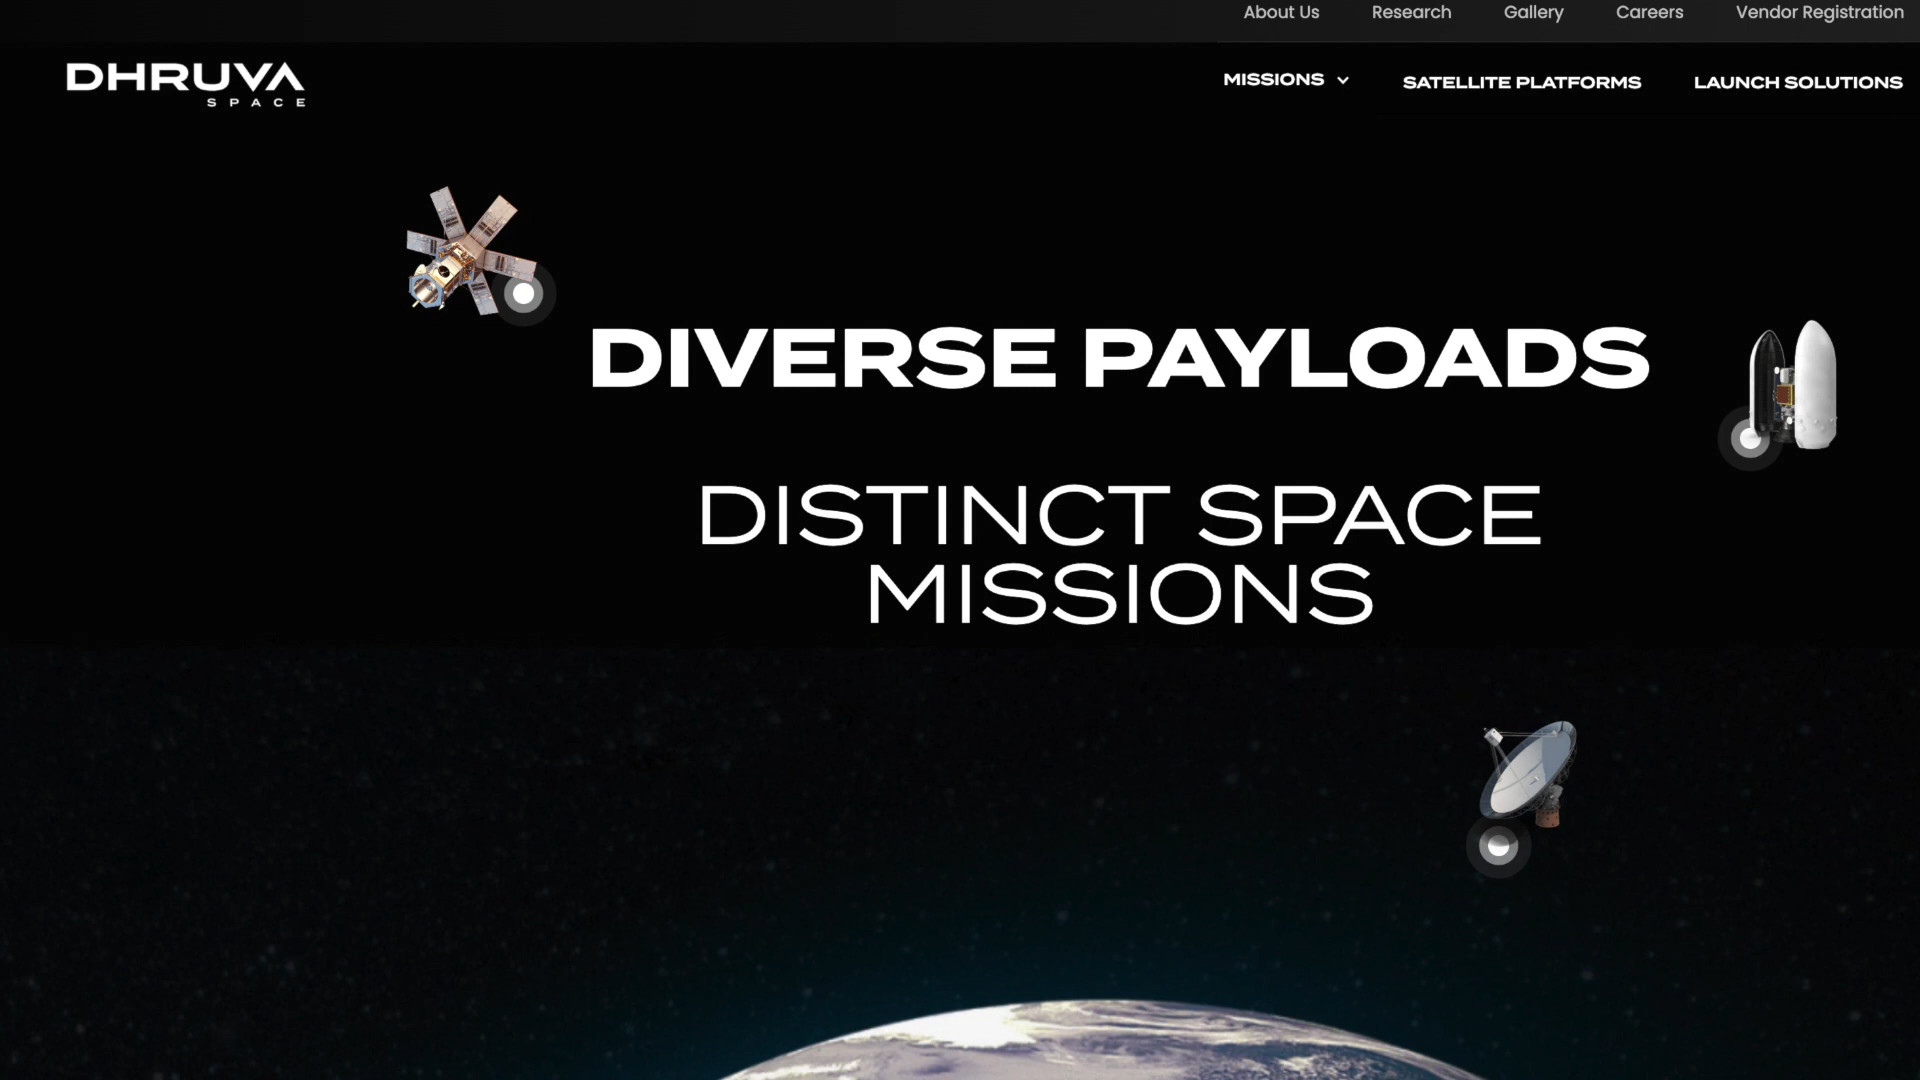 About Us Research Gallery Careers Vendor Registration
DHRUVA
SPACE
MISSIONS SATELLITE PLATFORMS LAUNCH SOLUTIONS
DIVERSE PAYLOADS
DISTINCT SPACE
MISSIONS